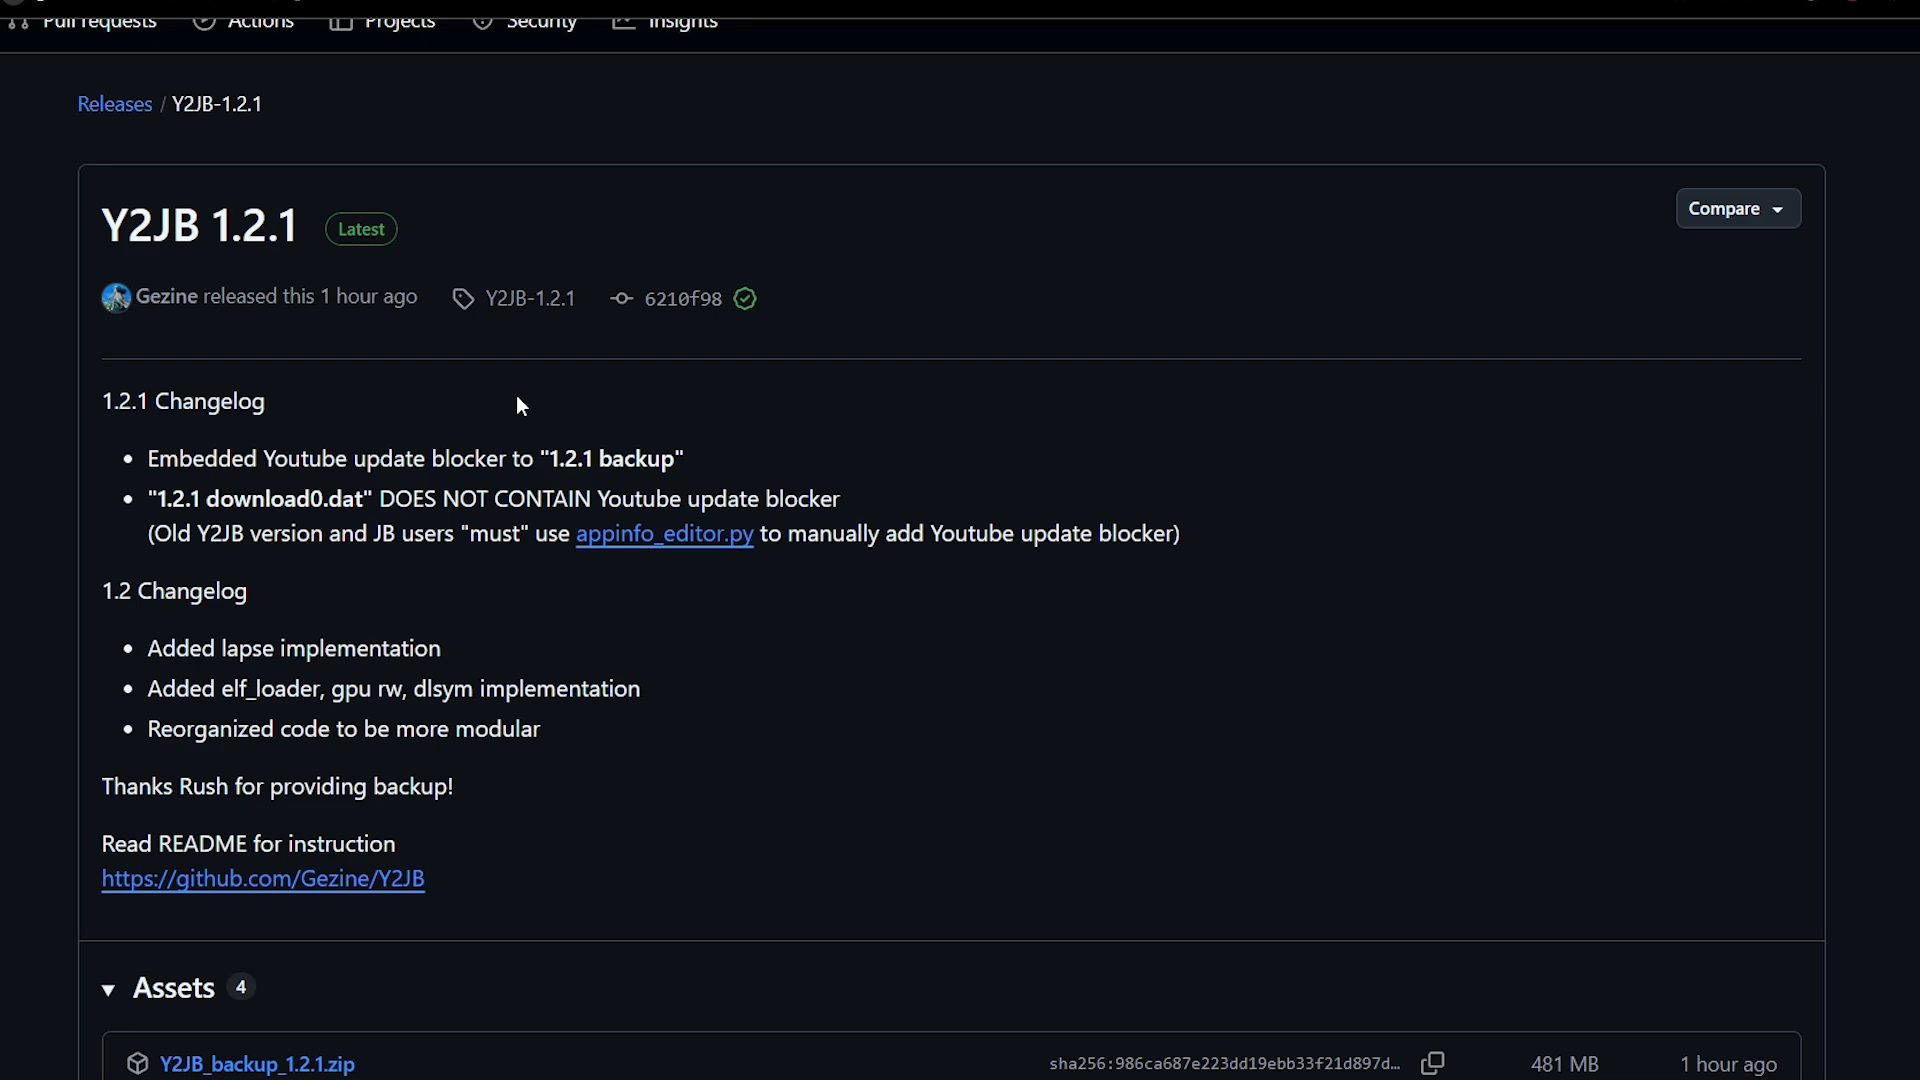 Pull requests Actions Projects Security Insights
Releases / Y2JB-1.2.1
Y2JB 1.2.1 Latest
Compare
Gezine released this 1 hour ago Y2JB-1.2.1 6210f98
1.2.1 Changelog
• Embedded Youtube update blocker to "1.2.1 backup"
• "1.2.1 download0.dat" DOES NOT CONTAIN Youtube update blocker
(Old Y2JB version and JB users "must" use appinfo_editor.py to manually add Youtube update blocker)
1.2 Changelog
• Added lapse implementation
• Added elf_loader, gpu rw, dlsym implementation
• Reorganized code to be more modular
Thanks Rush for providing backup!
Read README for instruction
https://github.com/Gezine/Y2JB
Assets 4
Y2JB_backup_1.2.1.zip sha256:986ca687e223dd19ebb33f21d897d... 481 MB 1 hour ago